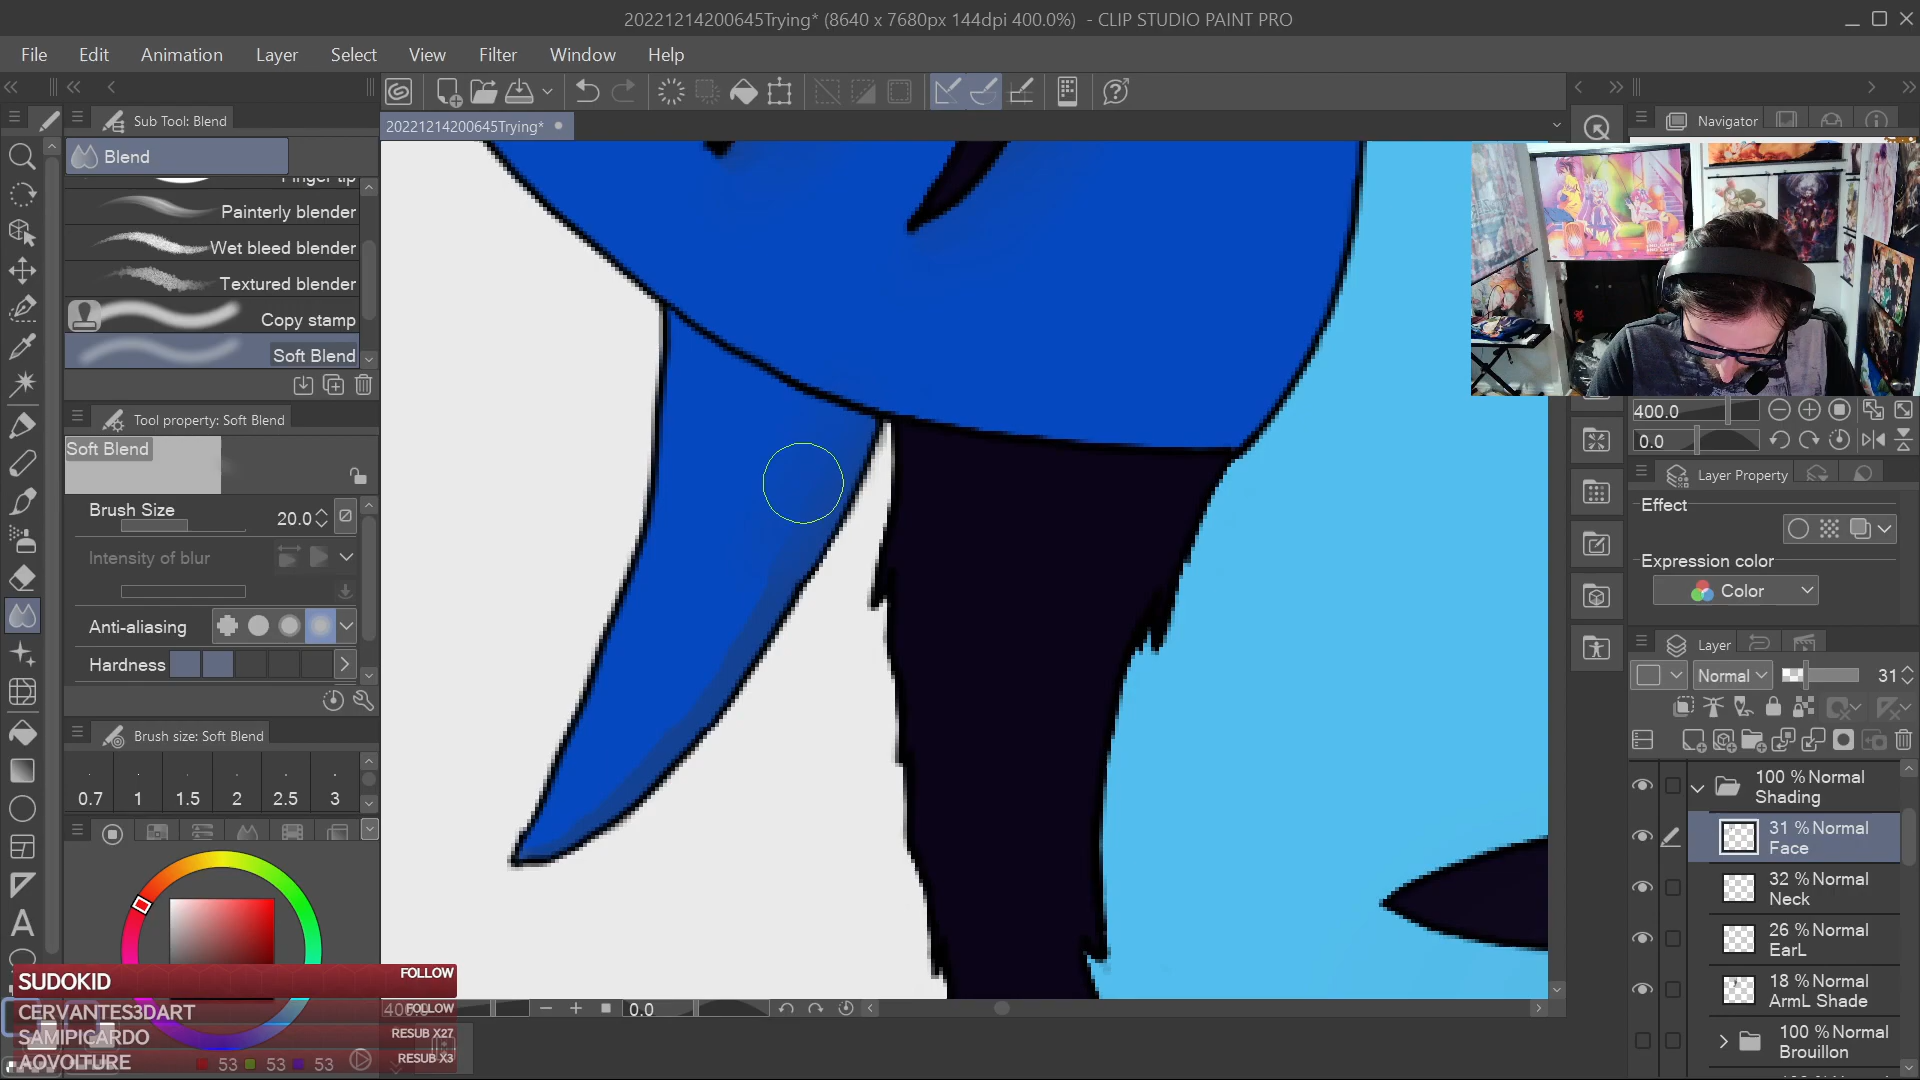 20221214200645Trying* (8640 x 7680px 144dpi 400.0%) - CLIP STUDIO PAINT PRO
File Edit Animation Layer Select View Filter Window Help
Sub Tool: Blend
20221214200645Trying*
Navigator
Blend
Finger tip
Painterly blender
Wet bleed blender
Textured blender
Copy stamp
Soft Blend
Tool property: Soft Blend
Soft Blend
Brush Size 20.0
Intensity of blur
Anti-aliasing
Hardness
Brush size: Soft Blend
0.7 1 1.5 2 2.5 3
400.0
0.0
Layer Property
Effect
Expression color
Color
Layer
Normal 31
100 % Normal
Shading
31 % Normal
Face
32 % Normal
Neck
26 % Normal
EarL
18 % Normal
ArmL Shade
100 % Normal
Brouillon
SUDOKID FOLLOW
CERVANTES3DART FOLLOW
SAMIPICARDO RESUB X27
AOVOLTURE RESUB X3
0.0
53 53 53